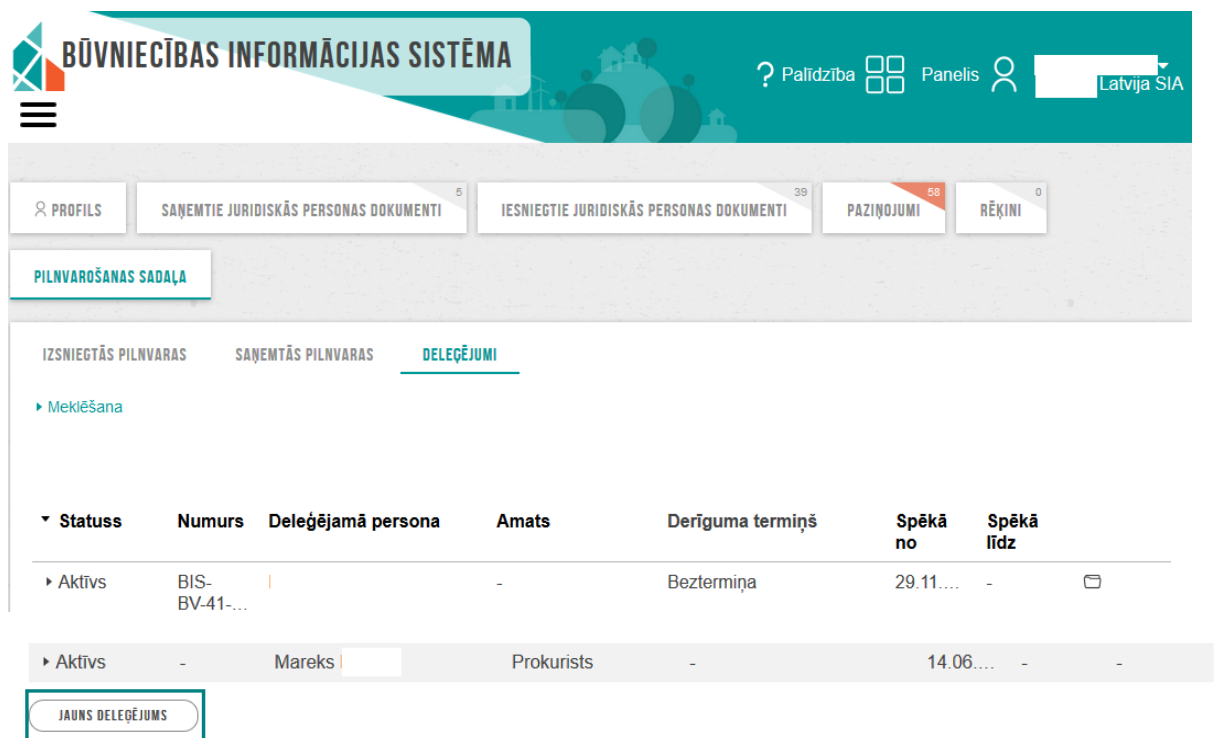 BŪVNIECĪBAS INFORMĀCIJAS SISTĒMA
? Palīdzība Panelis
Latvija SIA
PROFILS
SAŅEMTIE JURIDISKĀS PERSONAS DOKUMENTI 5
IESNIEGTIE JURIDISKĀS PERSONAS DOKUMENTI 39
PAZIŅOJUMI 58
RĒĶINI 0
PILNVAROŠANAS SADAĻA
IZSNIEGTĀS PILNVARAS SAŅEMTĀS PILNVARAS DELEĢĒJUMI
Meklēšana
Statuss Numurs Deleģējamā persona Amats Derīguma termiņš Spēkā no Spēkā līdz
Aktīvs BIS-BV-41-... - Beztermiņa 29.11.... -
Aktīvs - Mareks Prokurists - 14.06.... - -
JAUNS DELEĢĒJUMS